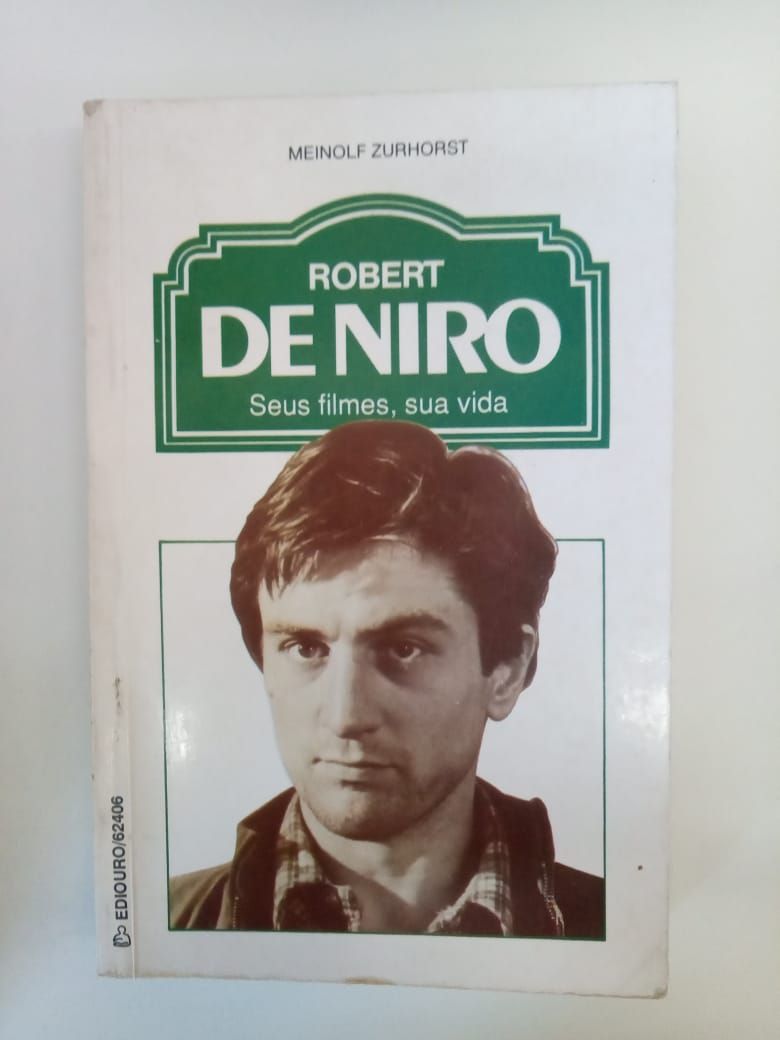 MEINOLF ZURHORST
ROBERT
DE NIRO
Seus filmes, sua vida
EDIOURO/62406